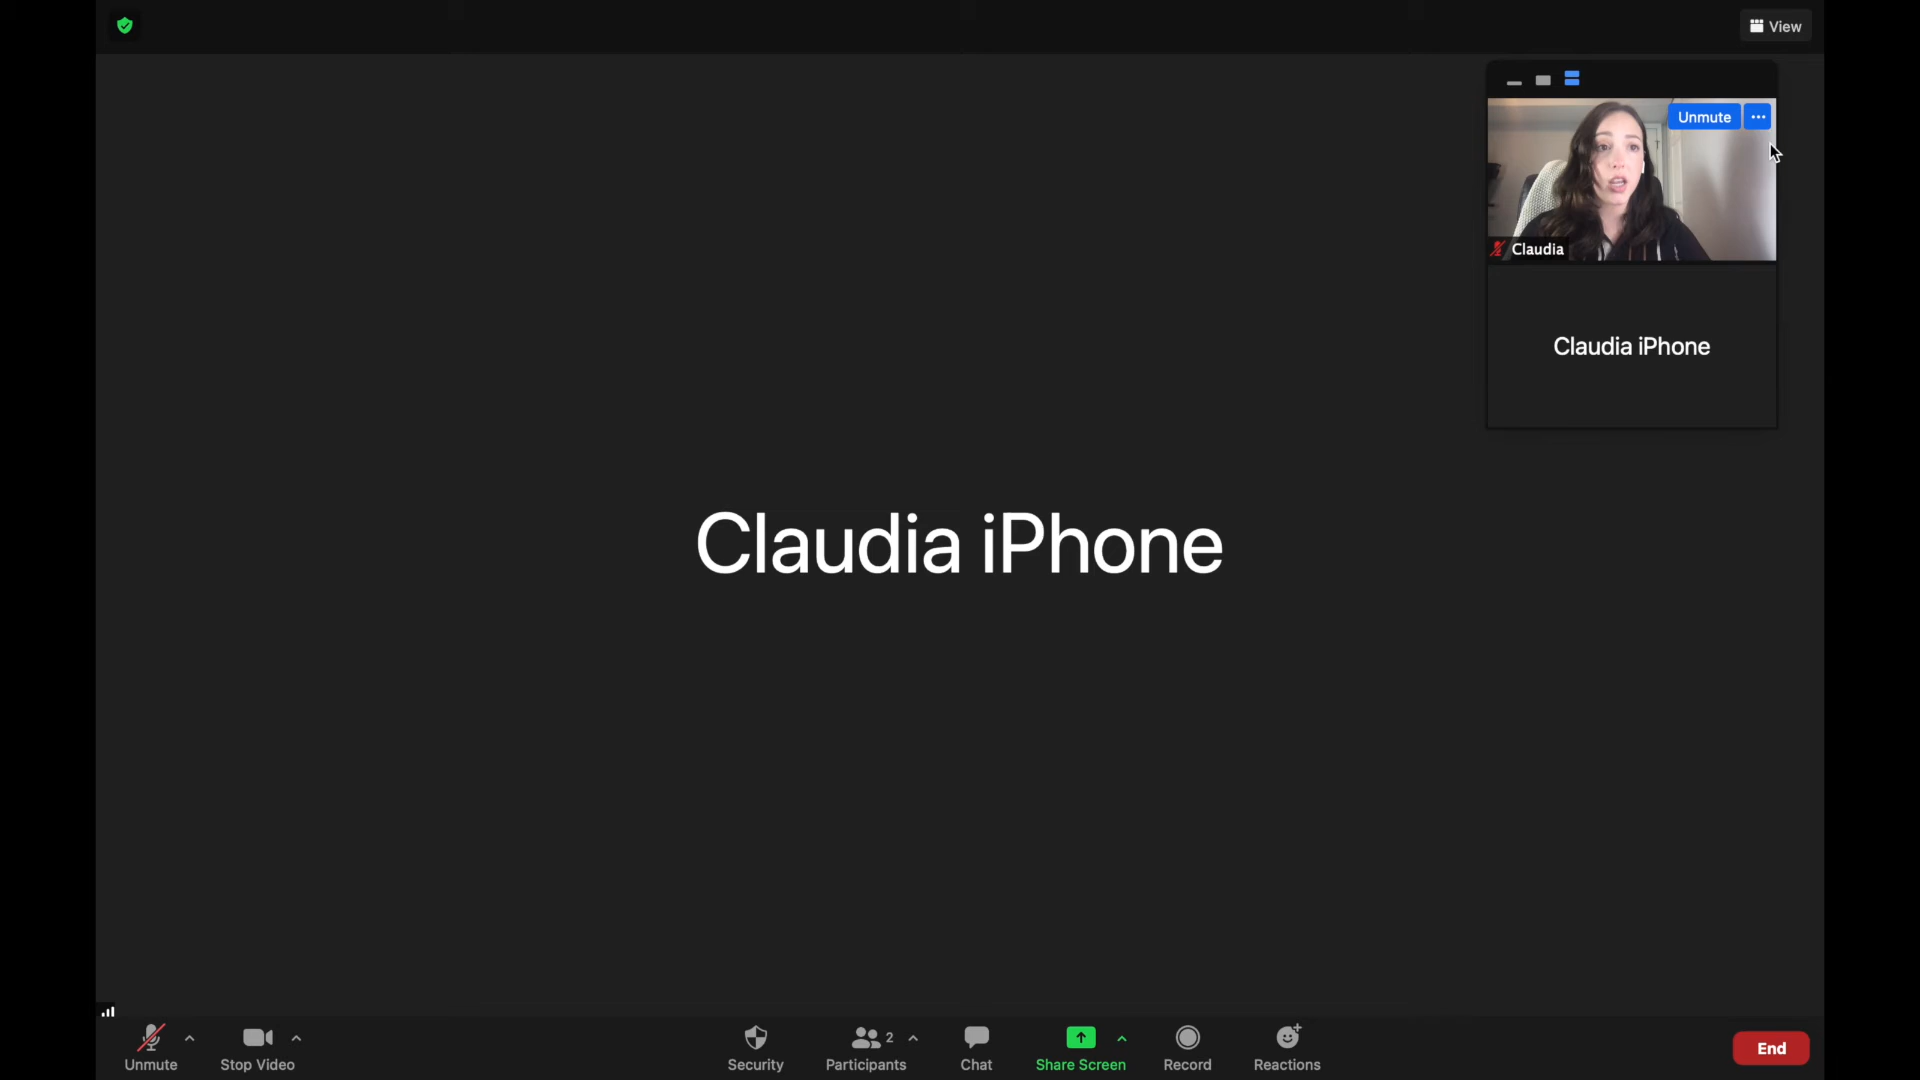 View
Unmute
Claudia
Claudia iPhone
Claudia iPhone
Unmute
Stop Video
Security
2
Participants
Chat
Share Screen
Record
Reactions
End